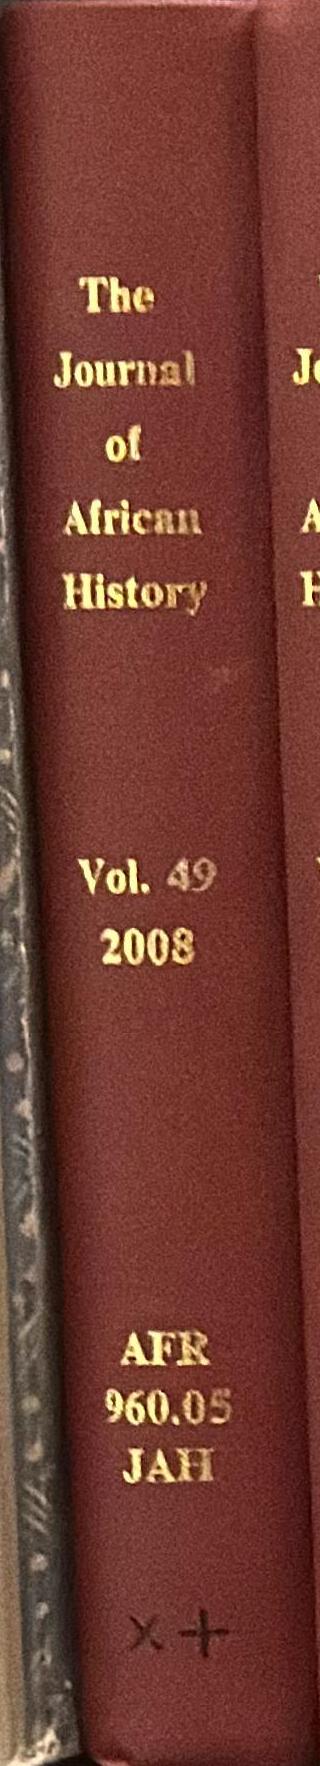 The
Journal
of
African
History
Vol. 49
2008
AFR
960.05
JAH
x +